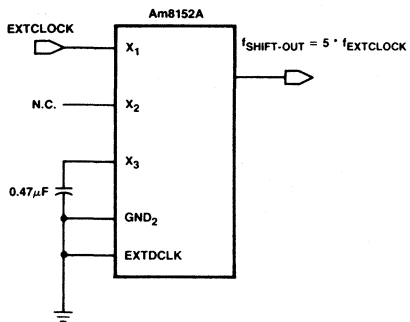 Am8152A
EXTCLOCK
X1
fSHIFT-OUT = 5 · fEXTCLOCK
N.C.
X2
X3
0.47μF
GND2
EXTDCLK